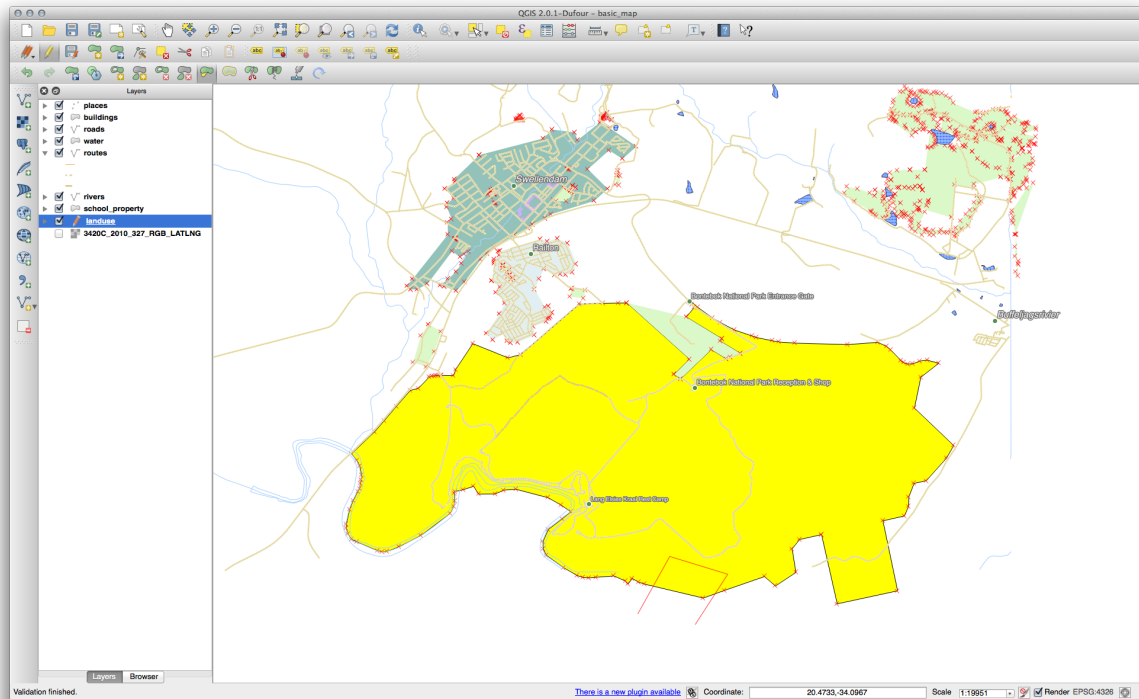 QGIS 2.0.1-Dufour – basic_map
Layers
places
buildings
roads
water
routes
rivers
school_property
landuse
3420C_2010_327_RGB_LATLNG
Swellendam
Railton
Bontebok National Park Entrance Gate
Buffeljagsrivier
Bontebok National Park Reception & Shop
Lang Elsies Kraal Rest Camp
Layers Browser
Validation finished.
There is a new plugin available
Coordinate: 20.4733,-34.0967
Scale 1:19951
Render EPSG:4326